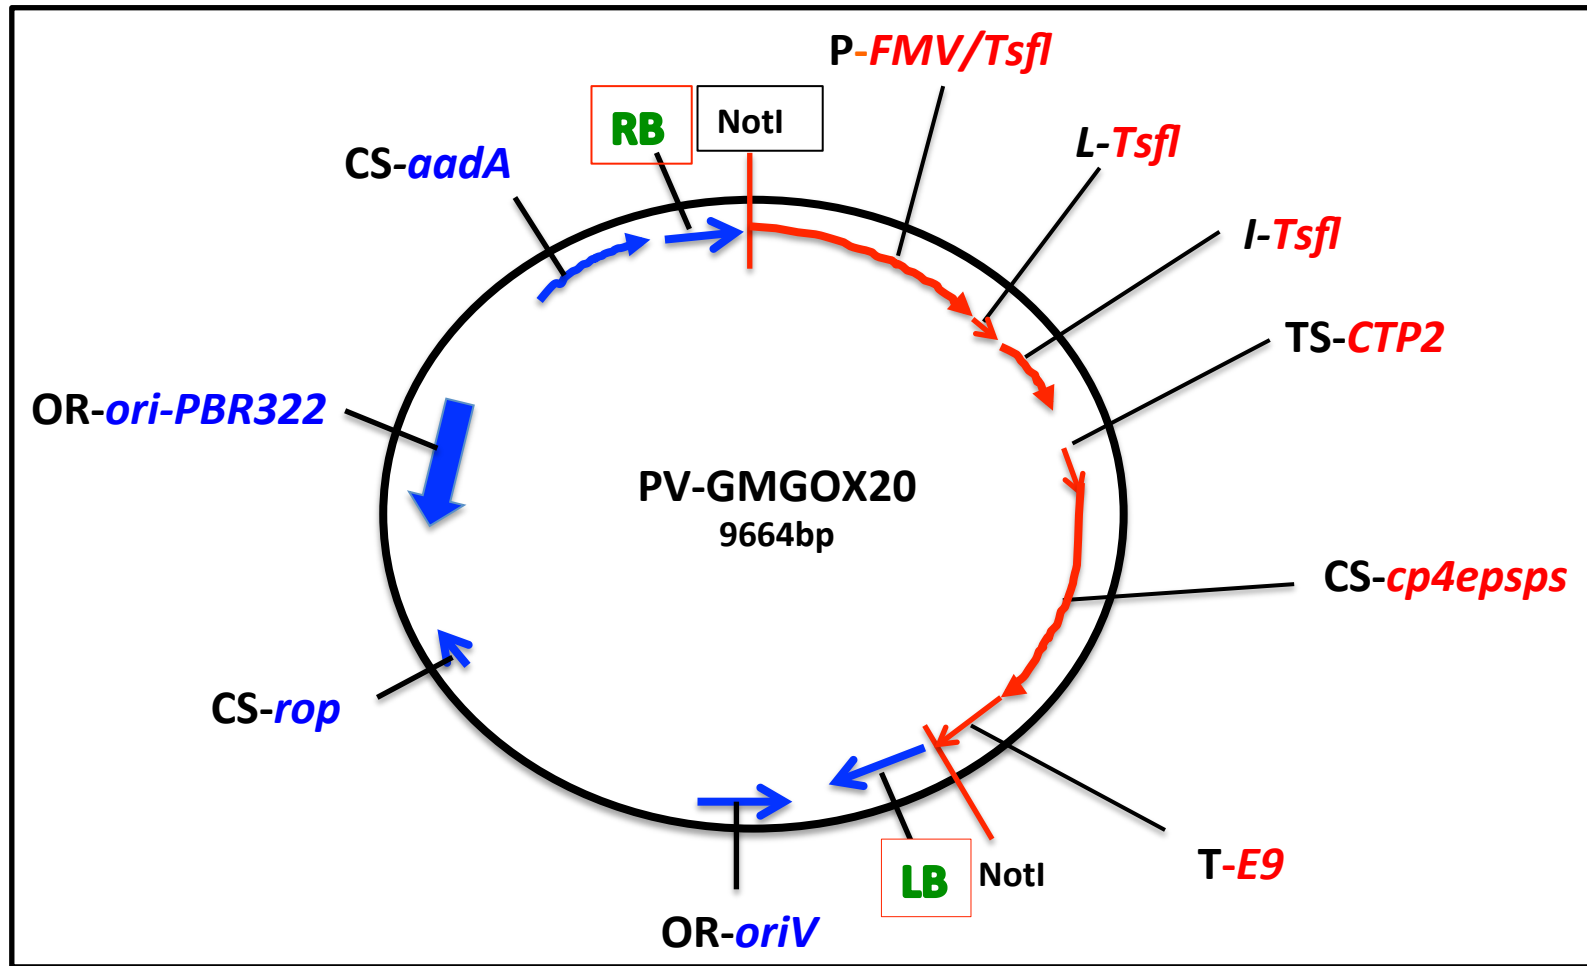 P-FMV/Tsfl
RB
NotI
L-Tsfl
CS-aadA
I-Tsfl
TS-CTP2
OR-ori-PBR322
PV-GMGOX20
9664bp
CS-cp4epsps
CS-rop
T-E9
LB
NotI
OR-oriV